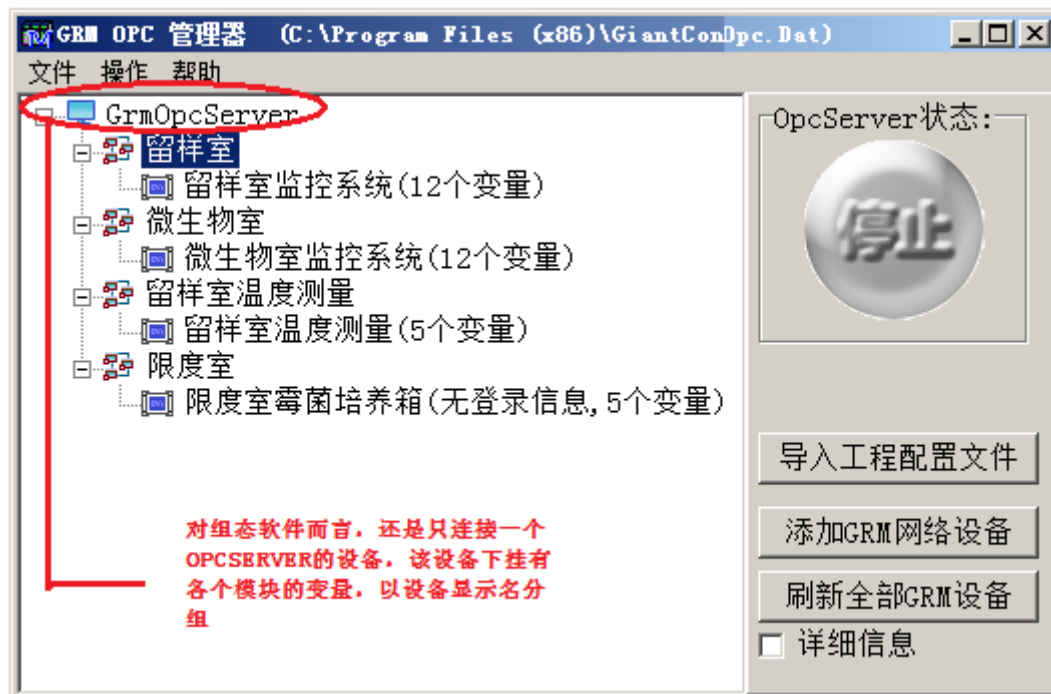 GRM OPC 管理器 (C:\Program Files (x86)\GiantConOpc.Dat)
文件 操作 帮助
GrmOpcServer
留样室
留样室监控系统(12个变量)
微生物室
微生物室监控系统(12个变量)
留样室温度测量
留样室温度测量(5个变量)
限度室
限度室霉菌培养箱(无登录信息,5个变量)
对组态软件而言，还是只连接一个
OPCSERVER的设备．该设备下挂有
各个模块的变量．以设备显示名分
组
OpcServer状态:
停止
导入工程配置文件
添加GRM网络设备
刷新全部GRM设备
详细信息